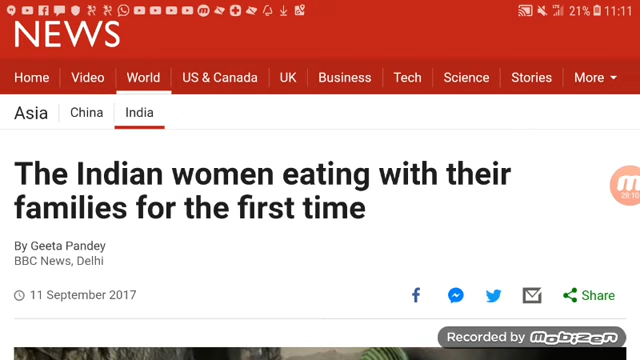 21% 11:11
NEWS
Home Video World US & Canada UK Business Tech Science Stories More
Asia China India
The Indian women eating with their
families for the first time
By Geeta Pandey
BBC News, Delhi
11 September 2017
Share
28:10
Recorded by mobizen